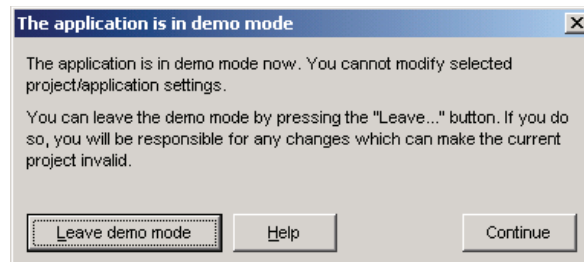 The application is in demo mode
The application is in demo mode now. You cannot modify selected
project/application settings.
You can leave the demo mode by pressing the "Leave..." button. If you do
so, you will be responsible for any changes which can make the current
project invalid.
Leave demo mode Help Continue